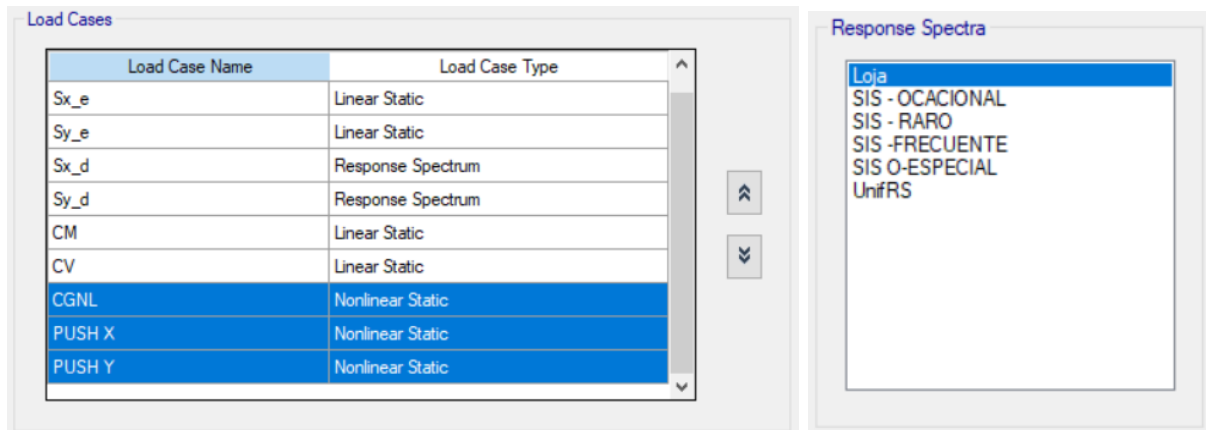 Load Cases
Load Case Name Load Case Type
Sx_e Linear Static
Sy_e Linear Static
Sx_d Response Spectrum
Sy_d Response Spectrum
CM Linear Static
CV Linear Static
CGNL Nonlinear Static
PUSH X Nonlinear Static
PUSH Y Nonlinear Static
Response Spectra
Loja
SIS - OCACIONAL
SIS - RARO
SIS -FRECUENTE
SIS O-ESPECIAL
UnifRS